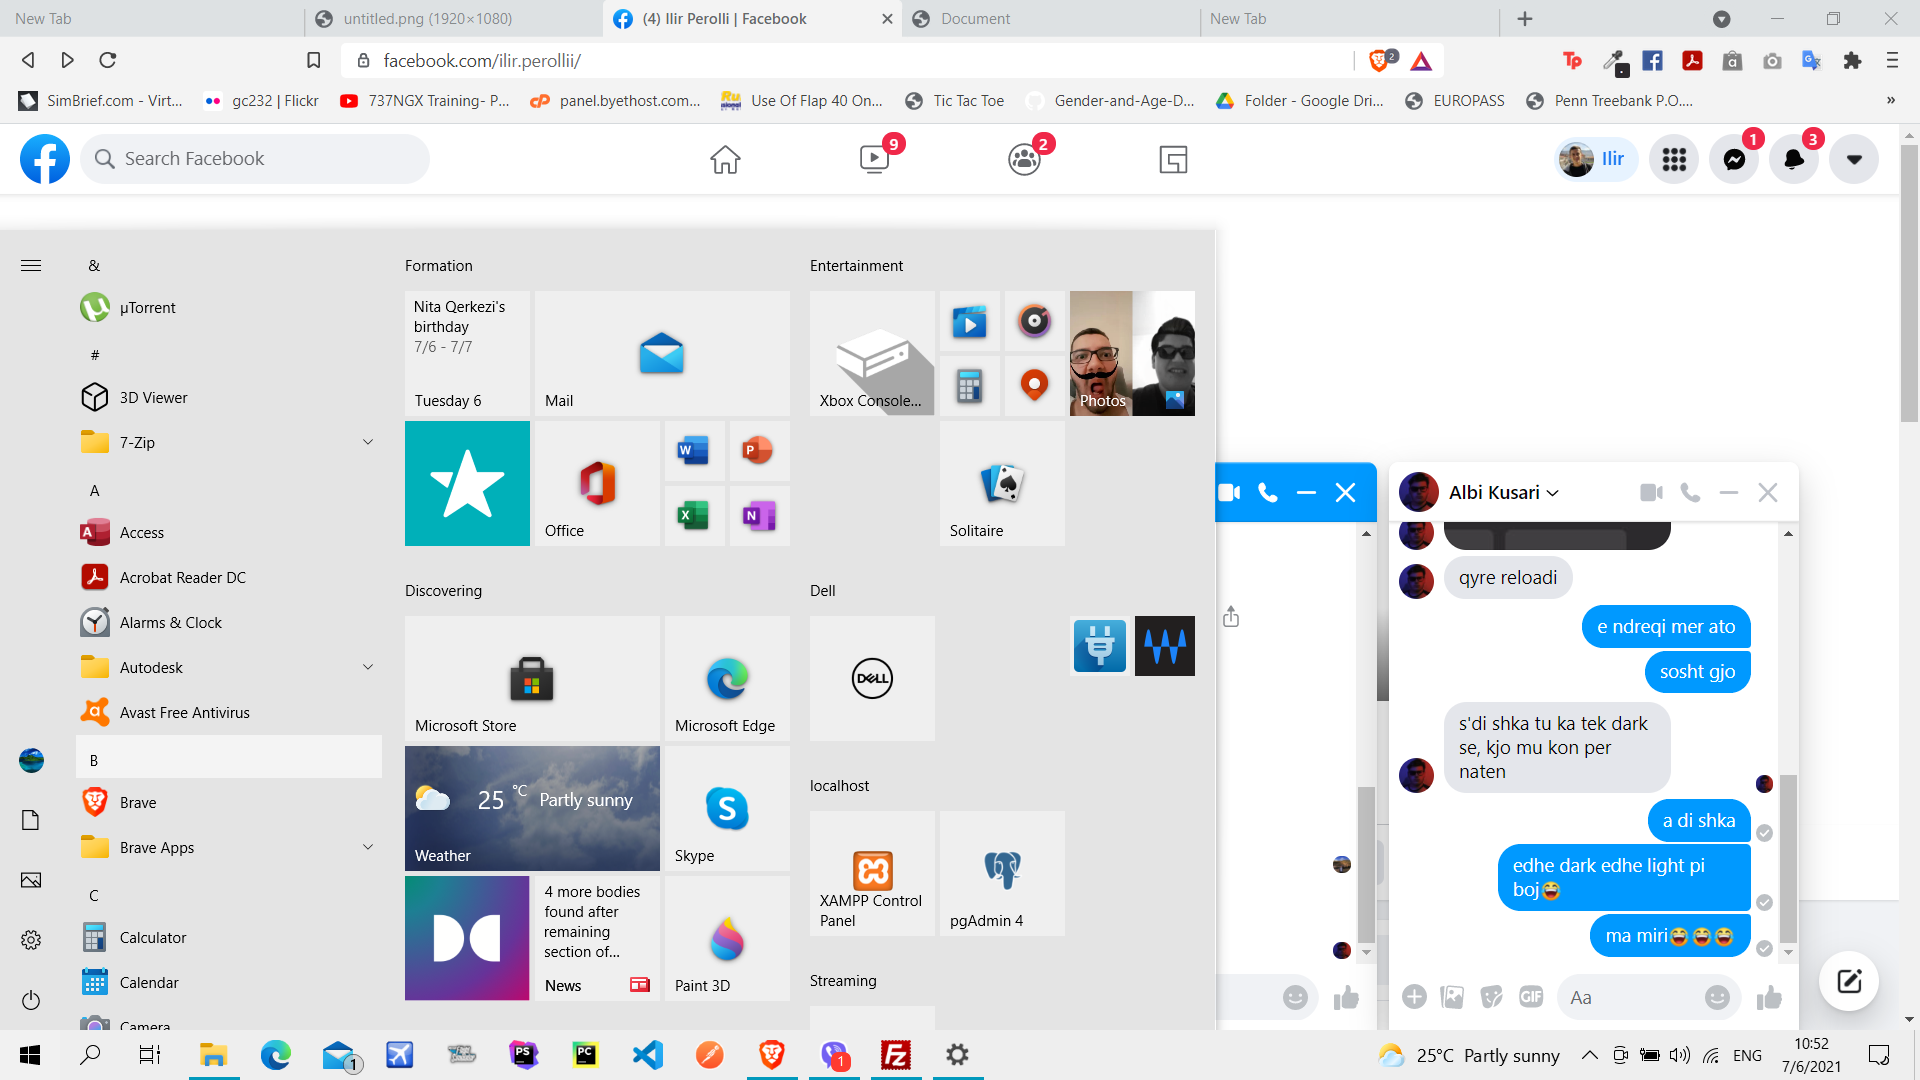 New Tab
untitled.png (1920×1080)
(4) Ilir Perolli | Facebook
Document
New Tab
facebook.com/ilir.perollii/
2
SimBrief.com - Virt...
gc232 | Flickr
737NGX Training- P...
panel.byethost.com...
Use Of Flap 40 On...
Tic Tac Toe
Gender-and-Age-D...
Folder - Google Dri...
EUROPASS
Penn Treebank P.O....
Search Facebook
9
2
Ilir
1
3
&
µTorrent
#
3D Viewer
7-Zip
A
Access
Acrobat Reader DC
Alarms & Clock
Autodesk
Avast Free Antivirus
B
Brave
Brave Apps
C
Calculator
Calendar
Camera
Formation
Nita Qerkezi's
birthday
7/6 - 7/7
Tuesday 6
Mail
Office
Discovering
Microsoft Store
Microsoft Edge
25 °C Partly sunny
Weather
Skype
4 more bodies
found after
remaining
section of...
News
Paint 3D
Entertainment
Xbox Console...
Photos
Solitaire
Dell
DELL
localhost
XAMPP Control
Panel
pgAdmin 4
Streaming
Albi Kusari
qyre reloadi
e ndreqi mer ato
sosht gjo
s'di shka tu ka tek dark
se, kjo mu kon per
naten
a di shka
edhe dark edhe light pi
boj😂
ma miri😂😂😂
GIF
Aa
1
1
25°C Partly sunny
ENG
10:52
7/6/2021